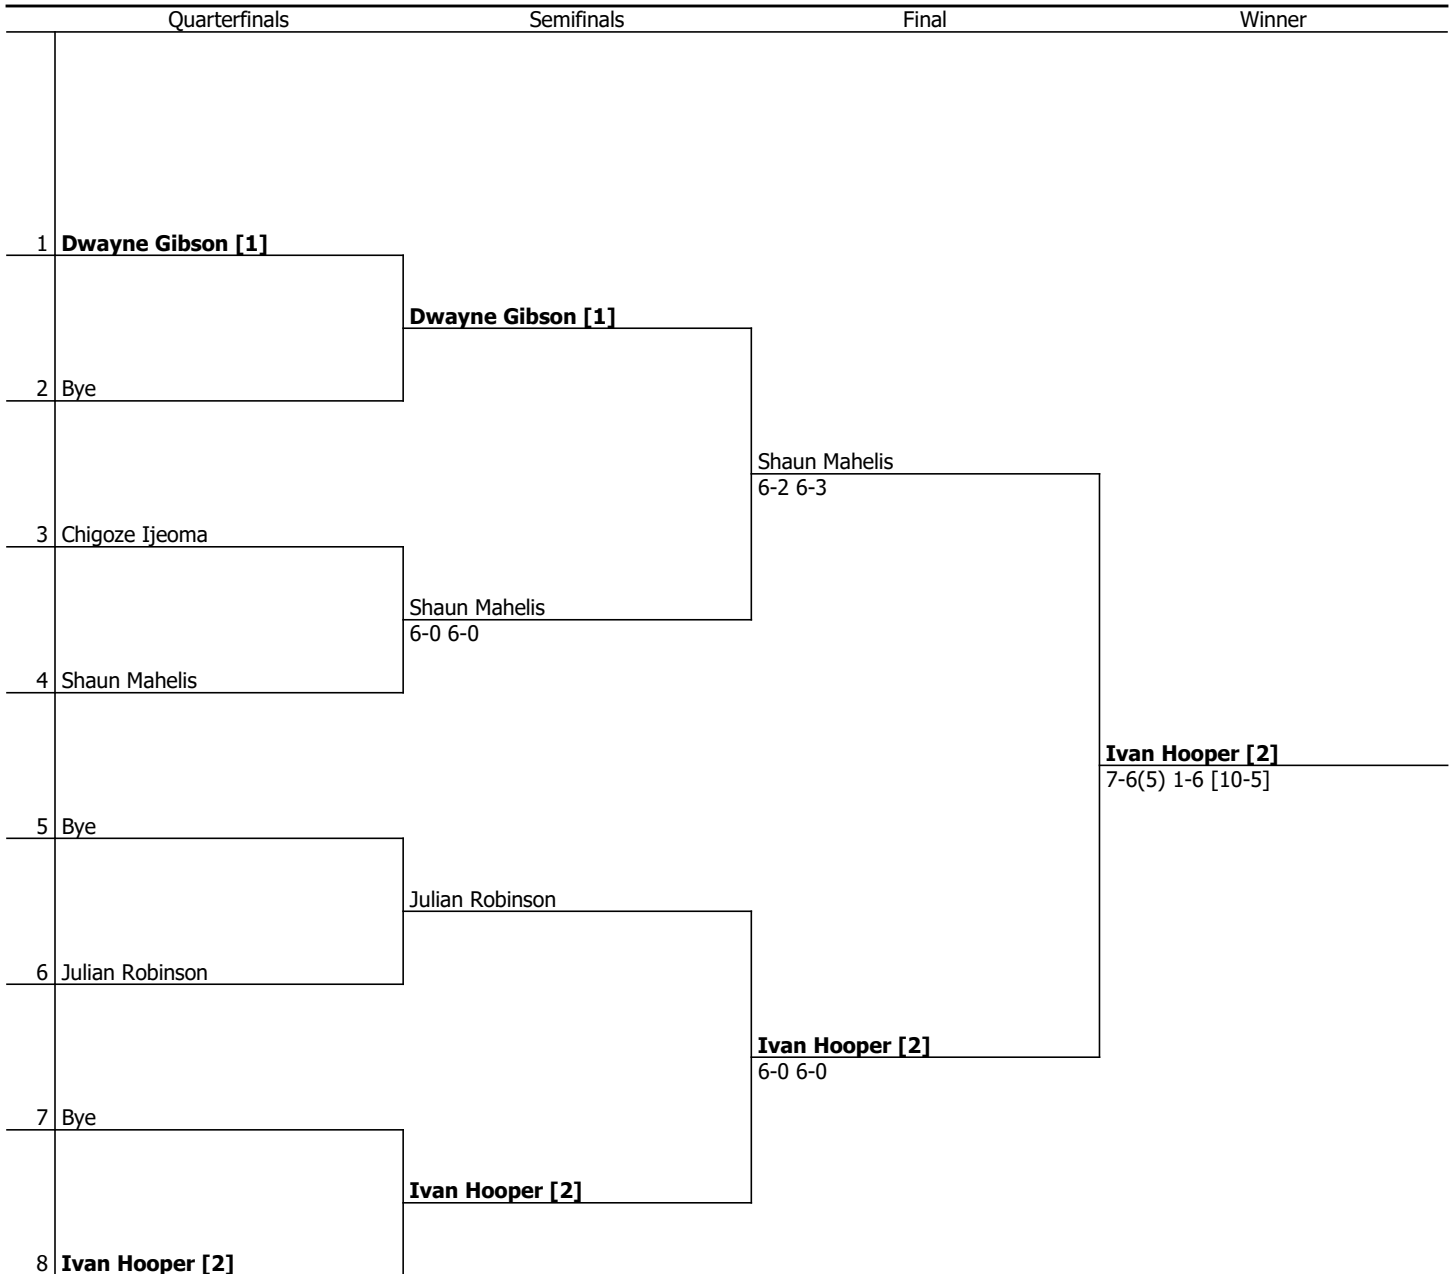 Quarterfinals Semifinals Final Winner
1 Dwayne Gibson [1]
Dwayne Gibson [1]
2 Bye
Shaun Mahelis
6-2 6-3
3 Chigoze Ijeoma
Shaun Mahelis
6-0 6-0
4 Shaun Mahelis
Ivan Hooper [2]
7-6(5) 1-6 [10-5]
5 Bye
Julian Robinson
6 Julian Robinson
Ivan Hooper [2]
6-0 6-0
7 Bye
Ivan Hooper [2]
8 Ivan Hooper [2]